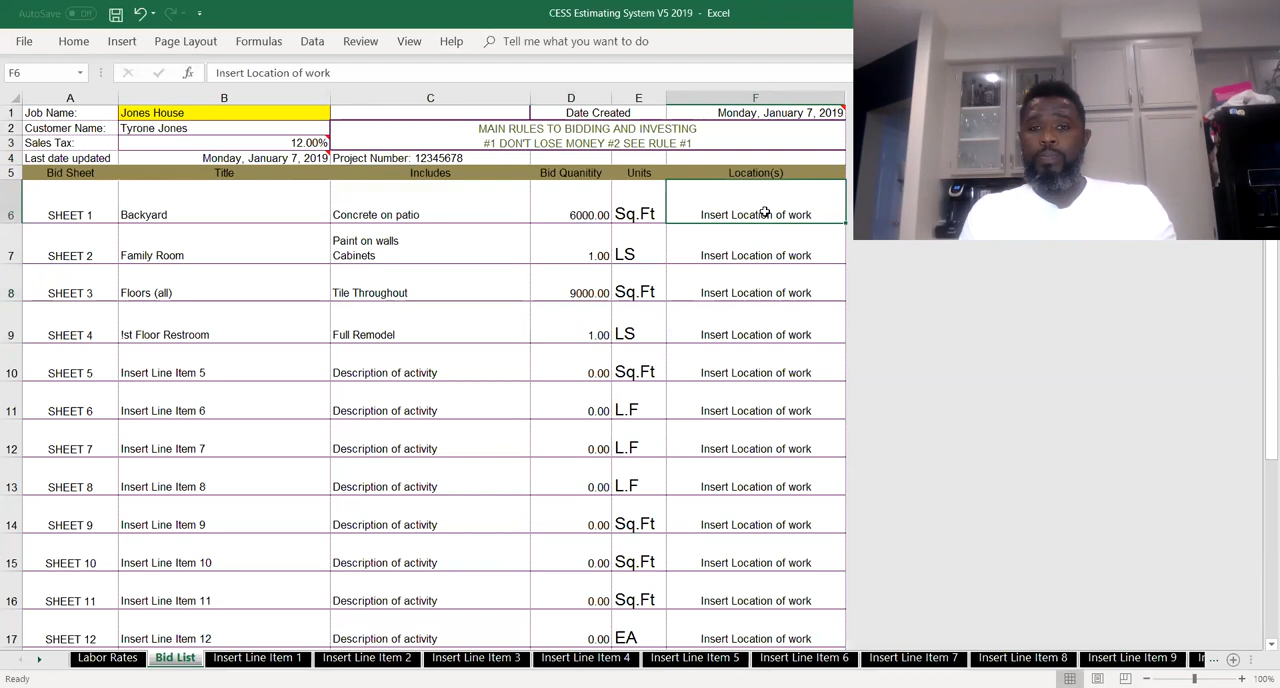 AutoSave Off
CESS Estimating System V5 2019 - Excel
File Home Insert Page Layout Formulas Data Review View Help Tell me what you want to do
F6 fx Insert Location of work
A B C D E F
1 Job Name: Jones House Date Created Monday, January 7, 2019
2 Customer Name: Tyrone Jones MAIN RULES TO BIDDING AND INVESTING
3 Sales Tax: 12.00% #1 DON'T LOSE MONEY #2 SEE RULE #1
4 Last date updated Monday, January 7, 2019 Project Number: 12345678
5 Bid Sheet Title Includes Bid Quanitity Units Location(s)
6 SHEET 1 Backyard Concrete on patio 6000.00 Sq.Ft Insert Location of work
Paint on walls
7 SHEET 2 Family Room Cabinets 1.00 LS Insert Location of work
8 SHEET 3 Floors (all) Tile Throughout 9000.00 Sq.Ft Insert Location of work
9 SHEET 4 !st Floor Restroom Full Remodel 1.00 LS Insert Location of work
10 SHEET 5 Insert Line Item 5 Description of activity 0.00 Sq.Ft Insert Location of work
11 SHEET 6 Insert Line Item 6 Description of activity 0.00 L.F Insert Location of work
12 SHEET 7 Insert Line Item 7 Description of activity 0.00 L.F Insert Location of work
13 SHEET 8 Insert Line Item 8 Description of activity 0.00 L.F Insert Location of work
14 SHEET 9 Insert Line Item 9 Description of activity 0.00 Sq.Ft Insert Location of work
15 SHEET 10 Insert Line Item 10 Description of activity 0.00 Sq.Ft Insert Location of work
16 SHEET 11 Insert Line Item 11 Description of activity 0.00 Sq.Ft Insert Location of work
17 SHEET 12 Insert Line Item 12 Description of activity 0.00 EA Insert Location of work
Labor Rates Bid List Insert Line Item 1 Insert Line Item 2 Insert Line Item 3 Insert Line Item 4 Insert Line Item 5 Insert Line Item 6 Insert Line Item 7 Insert Line Item 8 Insert Line Item 9 ...
Ready 100%